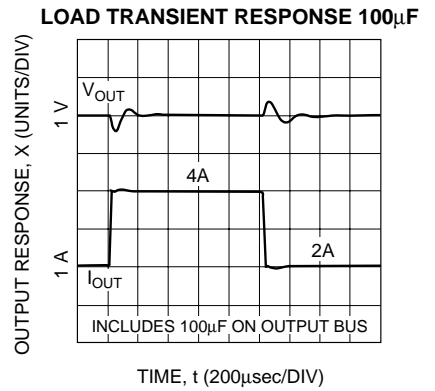 LOAD TRANSIENT RESPONSE 100µF
OUTPUT RESPONSE, X (UNITS/DIV)
1 V
1 A
VOUT
4A
2A
IOUT
INCLUDES 100µF ON OUTPUT BUS
TIME, t (200µsec/DIV)